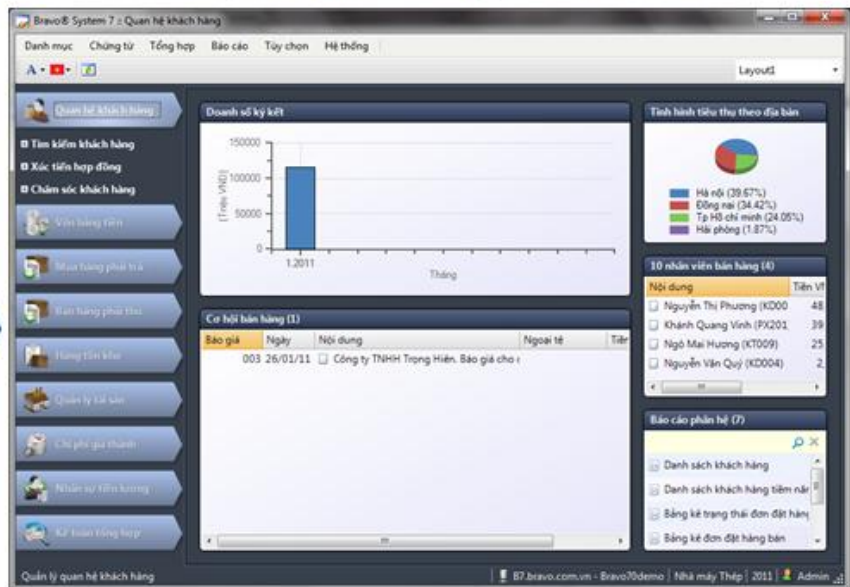 Bravo® System 7 :: Quan hệ khách hàng
Danh mục Chứng từ Tổng hợp Báo cáo Tùy chọn Hệ thống
A Layout1
Quan hệ khách hàng
Tìm kiếm khách hàng
Xúc tiến hợp đồng
Chăm sóc khách hàng
Vốn bằng tiền
Mua hàng phải trả
Bán hàng phải thu
Hàng tồn kho
Quản lý tài sản
Chi phí giá thành
Nhân sự tiền lương
Kế toán tổng hợp
Doanh số ký kết
150000
100000
50000
0
(Triệu VND)
1.2011
Tháng
Cơ hội bán hàng (1)
Báo giá Ngày Nội dung Ngoại tệ Tiền
003 26/01/11 Công ty TNHH Trọng Hiền. Báo giá cho
Tình hình tiêu thụ theo địa bàn
Hà nội (39.67%)
Đồng nai (34.42%)
Tp Hồ chí minh (24.05%)
Hải phòng (1.87%)
10 nhân viên bán hàng (4)
Nội dung Tiền
Nguyễn Thị Phương (KD00 48
Khánh Quang Vinh (PX201 39
Ngô Mai Hương (KT009) 25
Nguyễn Văn Quý (KD004) 2,
Báo cáo phân hệ (7)
Danh sách khách hàng
Danh sách khách hàng tiềm năn
Bảng kê trạng thái đơn đặt hàng
Bảng kê đơn đặt hàng bán
Quản lý quan hệ khách hàng B7.bravo.com.vn - Bravo70demo Nhà máy Thép 2011 Admin